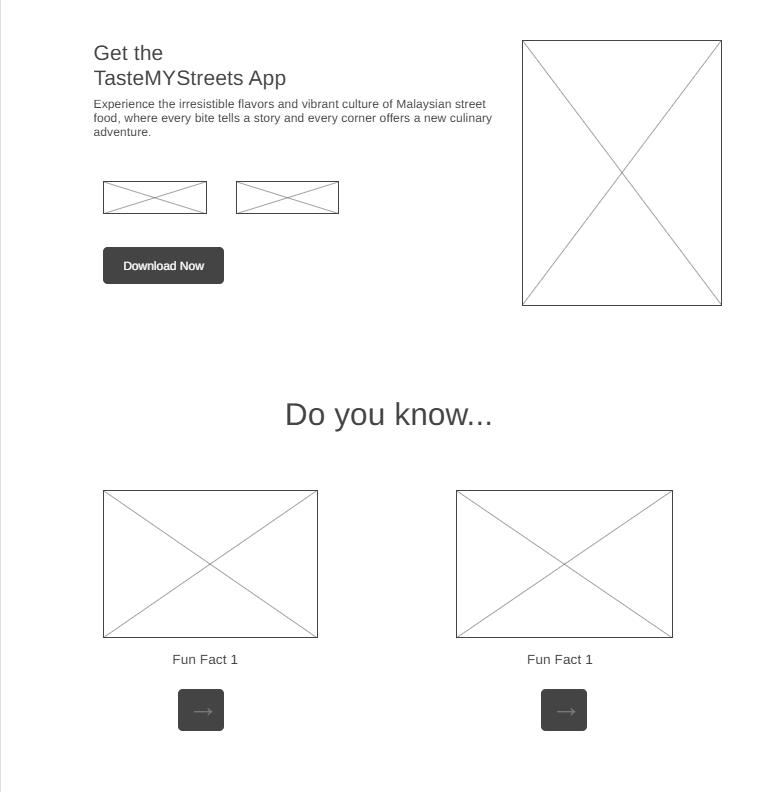 Get the
TasteMYStreets App
Experience the irresistible flavors and vibrant culture of Malaysian street
food, where every bite tells a story and every corner offers a new culinary
adventure.
Download Now
Do you know...
Fun Fact 1
Fun Fact 1
→
→